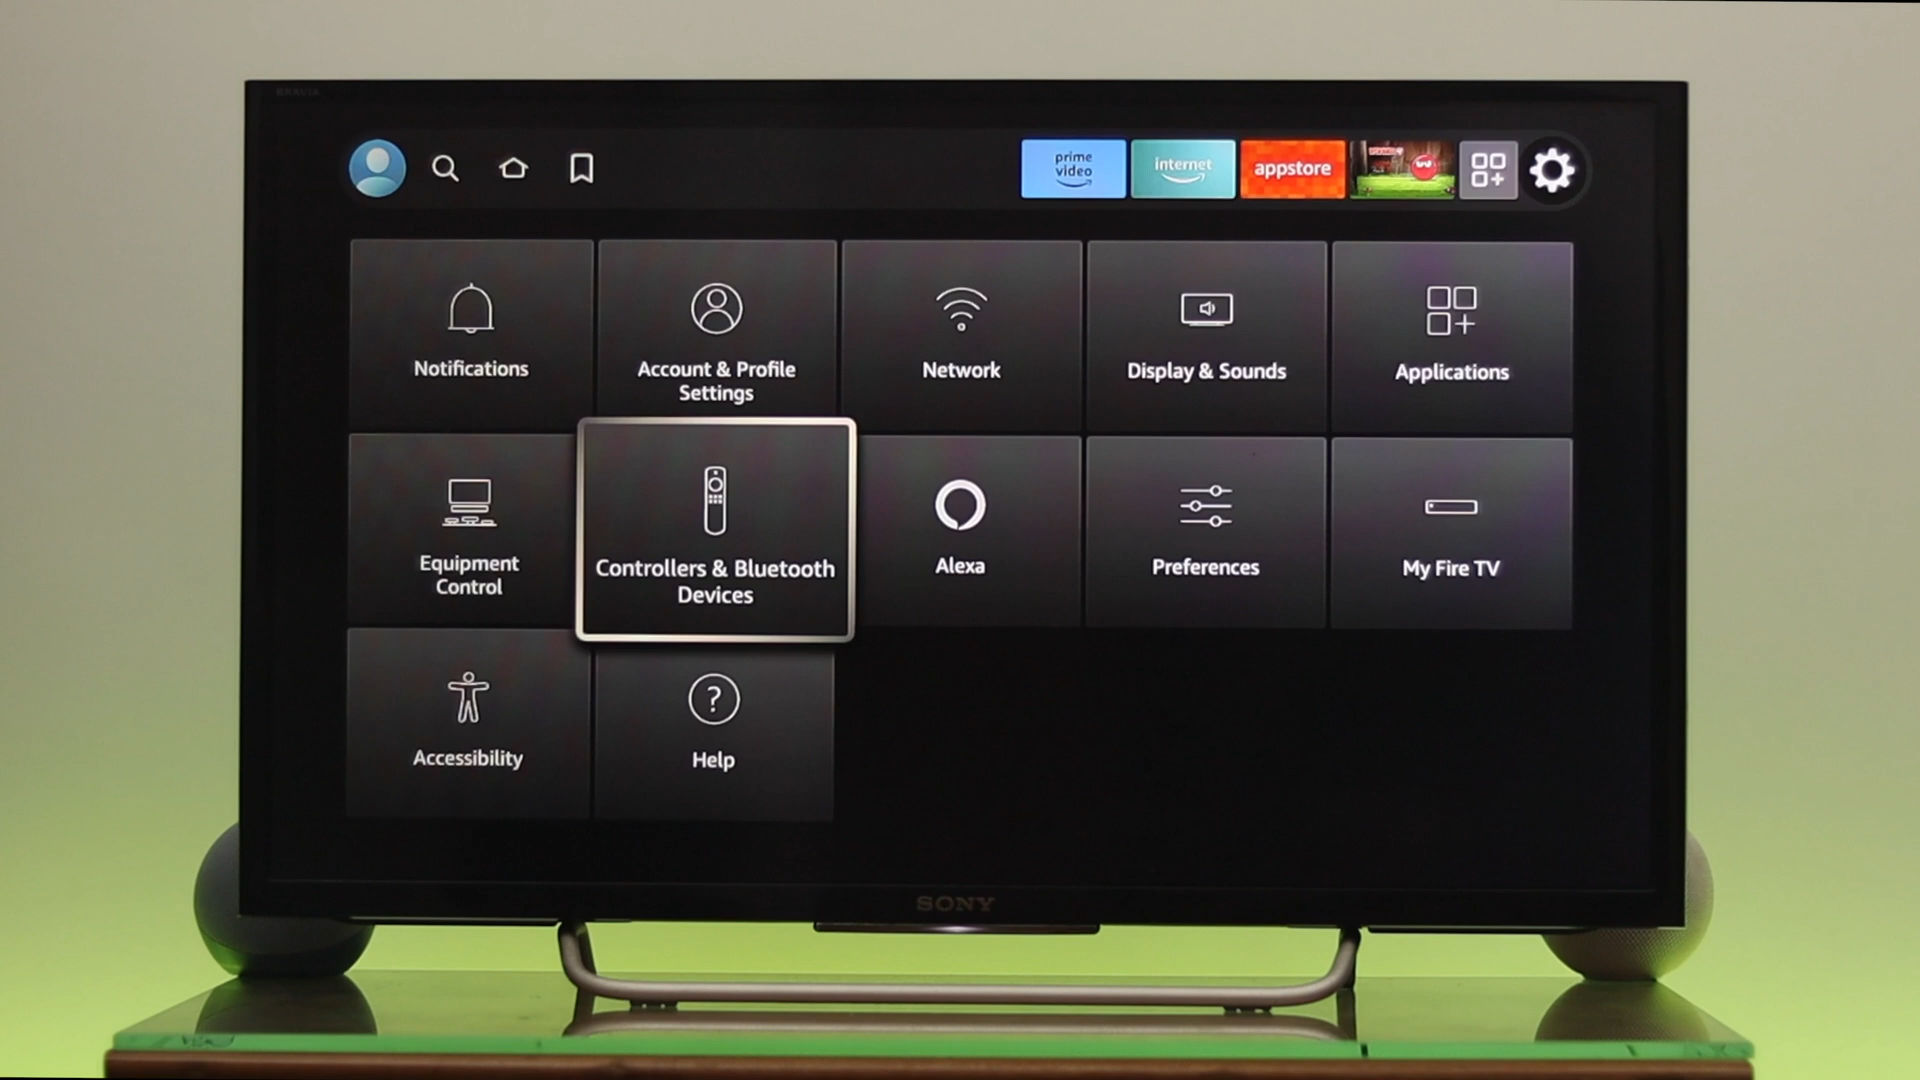 BRAVIA
prime
video
internet
appstore
Notifications
Account & Profile
Settings
Network
Display & Sounds
Applications
Equipment
Control
Controllers & Bluetooth
Devices
Alexa
Preferences
My Fire TV
Accessibility
Help
SONY